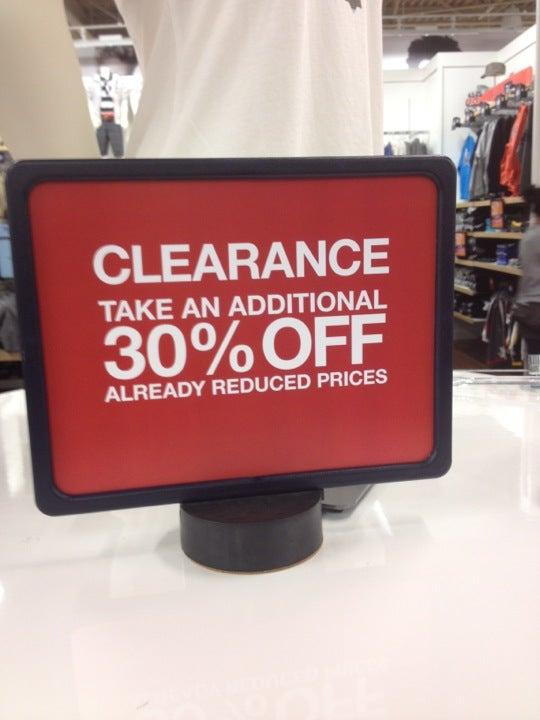 CLEARANCE
TAKE AN ADDITIONAL
30% OFF
ALREADY REDUCED PRICES